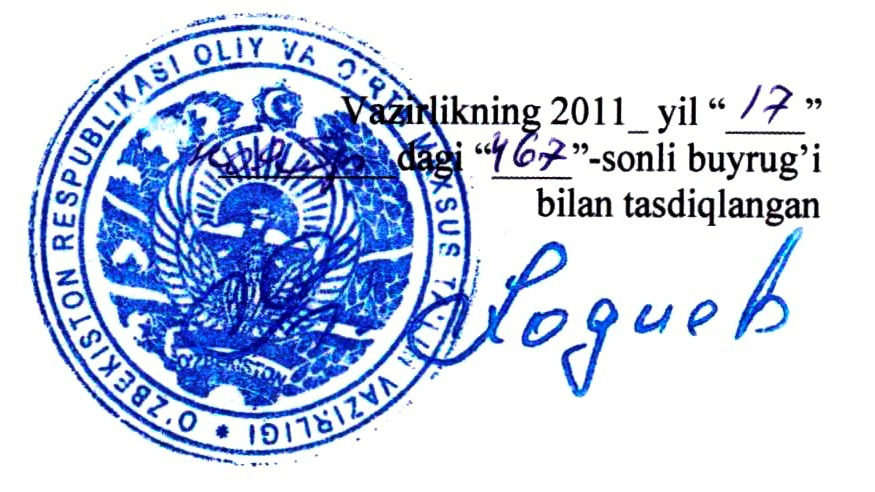 O'ZBEKISTON RESPUBLIKASI OLIY VA O'RTA MAXSUS TA'LIM VAZIRLIGI *
O'ZBEKISTON
Vazirlikning 2011_ yil “17”
dagi “467”-sonli buyrug’i
bilan tasdiqlangan